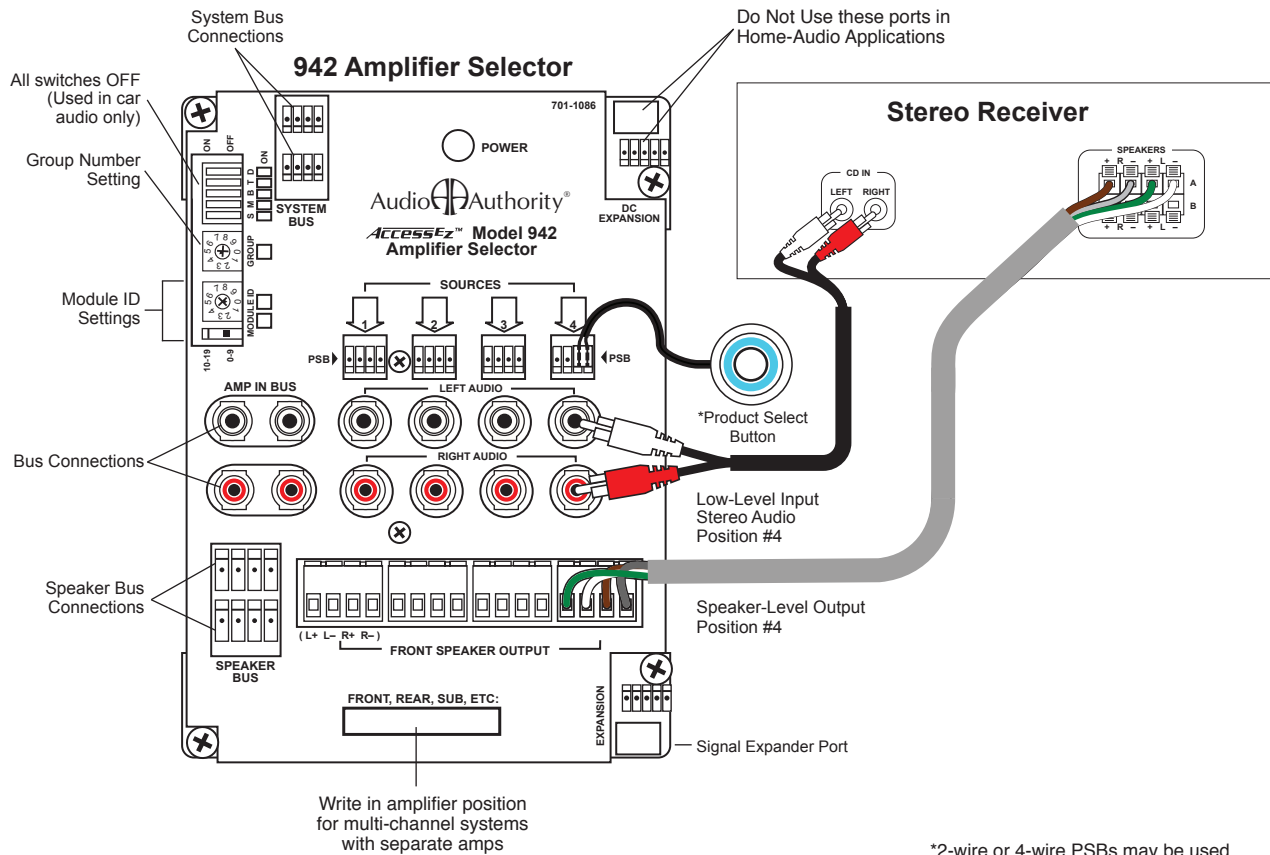 System Bus
Connections
Do Not Use these ports in
Home-Audio Applications
942 Amplifier Selector
All switches OFF
(Used in car
audio only)
Group Number
Setting
Module ID
Settings
Bus Connections
Speaker Bus
Connections
701-1086
POWER
ON
OFF
ON
S M B T D
GROUP
MODULE ID
10-19
0-9
SYSTEM
BUS
DC
EXPANSION
AudioAuthority®
AccessEz™ Model 942
Amplifier Selector
SOURCES
1
2
3
4
PSB
PSB
AMP IN BUS
LEFT AUDIO
RIGHT AUDIO
*Product Select
Button
Stereo Receiver
CD IN
LEFT RIGHT
SPEAKERS
+ R – + L –
A
B
+ R – + L –
Low-Level Input
Stereo Audio
Position #4
Speaker-Level Output
Position #4
( L+ L– R+ R– )
FRONT SPEAKER OUTPUT
SPEAKER
BUS
FRONT, REAR, SUB, ETC:
EXPANSION
Signal Expander Port
Write in amplifier position
for multi-channel systems
with separate amps
*2-wire or 4-wire PSBs may be used